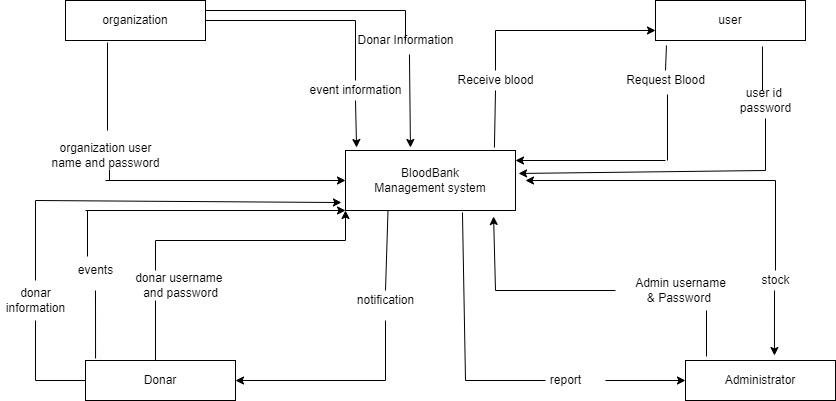 organization
user
Donar Information
event information
Receive blood
Request Blood
user id
password
organization user
name and password
BloodBank
Management system
events
donar username
and password
donar
information
notification
Admin username
& Password
stock
Donar
report
Administrator